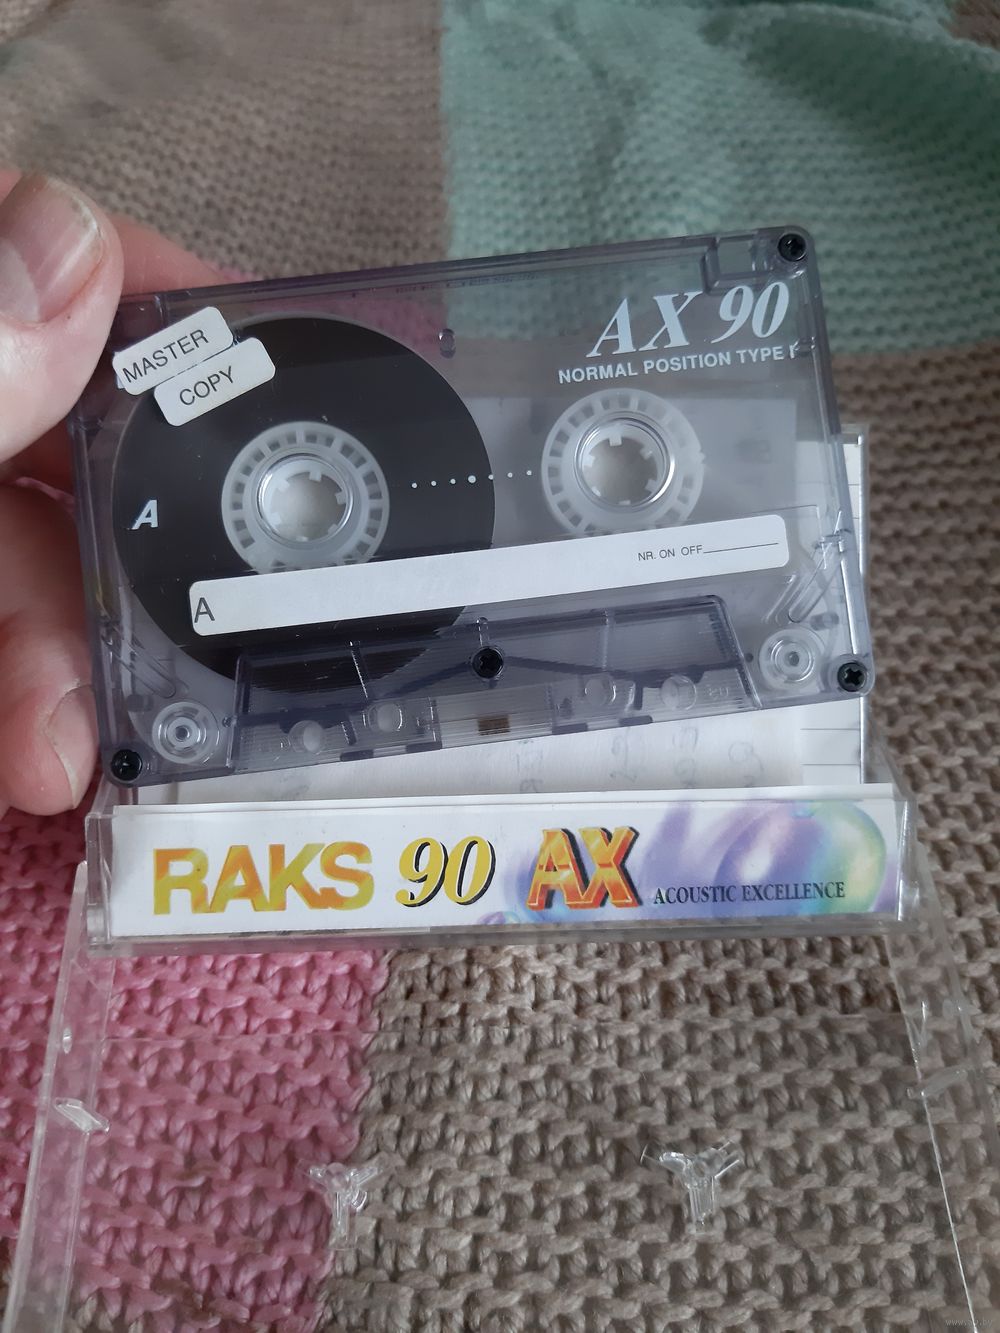 AX 90
NORMAL POSITION TYPE I
MASTER
COPY
A
NR. ON OFF
A
RAKS 90 AX ACOUSTIC EXCELLENCE